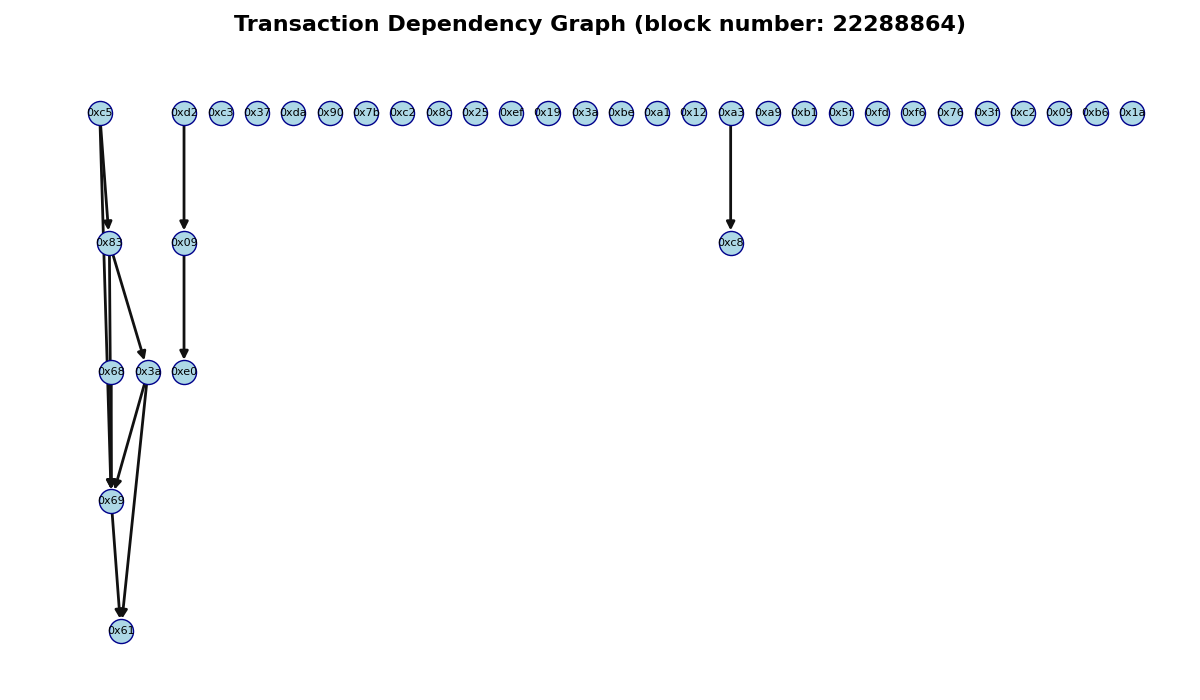 Transaction Dependency Graph (block number: 22288864)
0xc5 0xd2 0xc3 0x37 0xda 0x90 0x7b 0xc2 0x8c 0x25 0xef 0x19 0x3a 0xbe 0xa1 0x12 0xa3 0xa9 0xb1 0x5f 0xfd 0xf6 0x76 0x3f 0xc2 0x09 0xb6 0x1a
0x83 0x09 0xc8
0x68 0x3a 0xe0
0x69
0x61